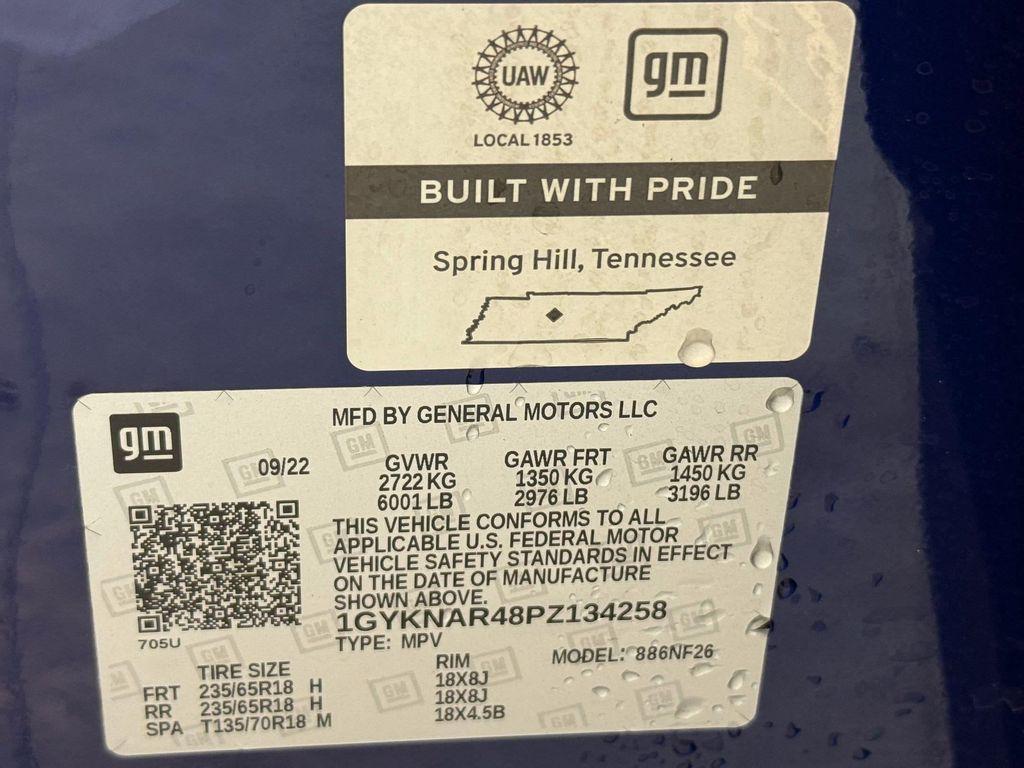 UAW
gm
LOCAL 1853
BUILT WITH PRIDE
Spring Hill, Tennessee
gm
MFD BY GENERAL MOTORS LLC
09/22
GVWR GAWR FRT GAWR RR
2722 KG 1350 KG 1450 KG
6001 LB 2976 LB 3196 LB
THIS VEHICLE CONFORMS TO ALL
APPLICABLE U.S. FEDERAL MOTOR
VEHICLE SAFETY STANDARDS IN EFFECT
ON THE DATE OF MANUFACTURE
SHOWN ABOVE.
1GYKNAR48PZ134258
705U
TYPE: MPV
MODEL: 886NF26
TIRE SIZE RIM
FRT 235/65R18 H 18X8J
RR 235/65R18 H 18X8J
SPA T135/70R18 M 18X4.5B